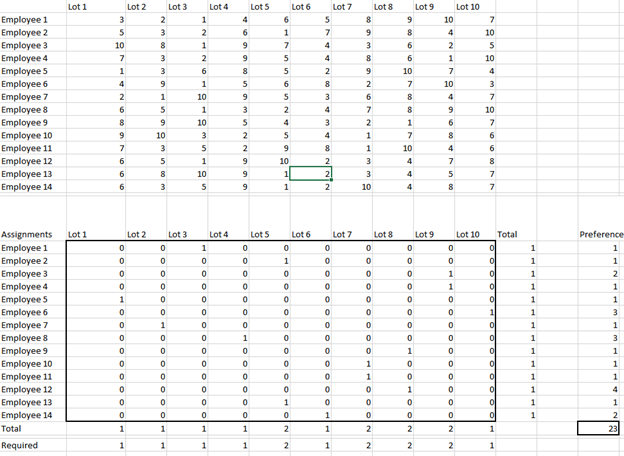 Lot 1 Lot 2 Lot 3 Lot 4 Lot 5 Lot 6 Lot 7 Lot 8 Lot 9 Lot 10
Employee 1 3 2 1 4 6 5 8 9 10 7
Employee 2 5 3 2 6 1 7 9 8 4 10
Employee 3 10 8 1 9 7 4 3 6 2 5
Employee 4 7 3 2 9 5 4 8 6 1 10
Employee 5 1 3 6 8 5 2 9 10 7 4
Employee 6 4 9 1 5 6 8 2 7 10 3
Employee 7 2 1 10 9 5 3 6 8 4 7
Employee 8 6 5 1 3 2 4 7 8 9 10
Employee 9 8 9 10 5 4 3 2 1 6 7
Employee 10 9 10 3 2 5 4 1 7 8 6
Employee 11 7 3 5 2 9 8 1 10 4 6
Employee 12 6 5 1 9 10 2 3 4 7 8
Employee 13 6 8 10 9 1 2 3 4 5 7
Employee 14 6 3 5 9 1 2 10 4 8 7
Assignments Lot 1 Lot 2 Lot 3 Lot 4 Lot 5 Lot 6 Lot 7 Lot 8 Lot 9 Lot 10 Total Preference
Employee 1 0 0 1 0 0 0 0 0 0 0 1 1
Employee 2 0 0 0 0 1 0 0 0 0 0 1 1
Employee 3 0 0 0 0 0 0 0 0 1 0 1 2
Employee 4 0 0 0 0 0 0 0 0 1 0 1 1
Employee 5 1 0 0 0 0 0 0 0 0 0 1 1
Employee 6 0 0 0 0 0 0 0 0 0 1 1 3
Employee 7 0 1 0 0 0 0 0 0 0 0 1 1
Employee 8 0 0 0 1 0 0 0 0 0 0 1 3
Employee 9 0 0 0 0 0 0 0 1 0 0 1 1
Employee 10 0 0 0 0 0 0 1 0 0 0 1 1
Employee 11 0 0 0 0 0 0 1 0 0 0 1 1
Employee 12 0 0 0 0 0 0 0 1 0 0 1 4
Employee 13 0 0 0 0 1 0 0 0 0 0 1 1
Employee 14 0 0 0 0 0 1 0 0 0 0 1 2
Total 1 1 1 1 2 1 2 2 2 1 23
Required 1 1 1 1 2 1 2 2 2 1